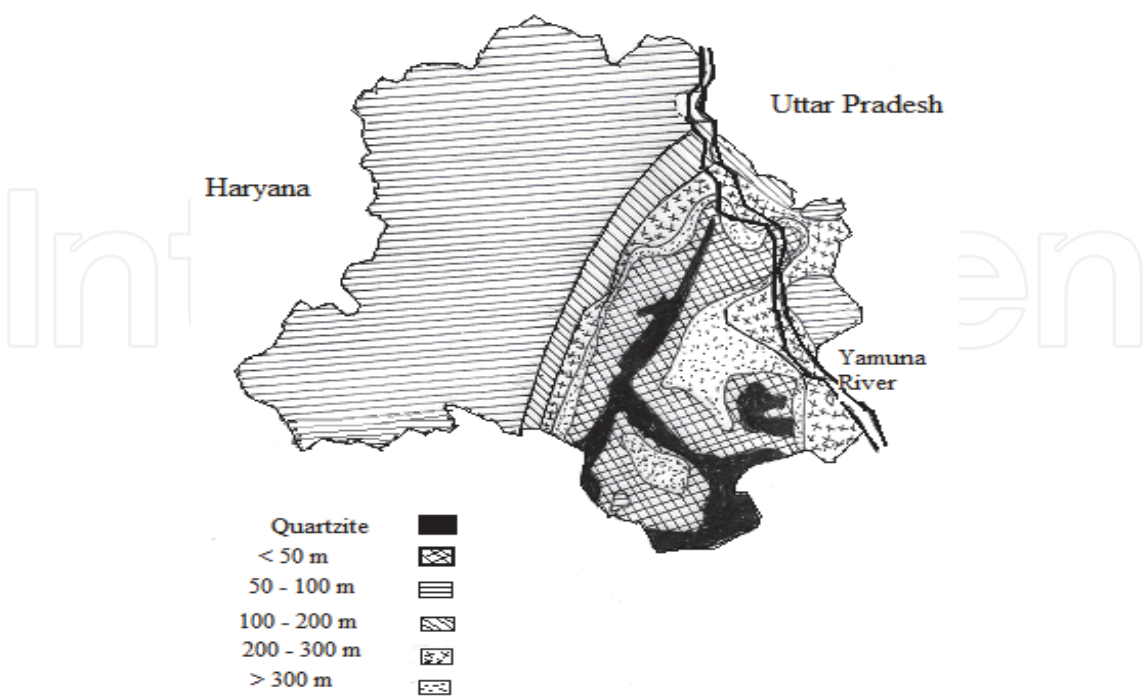 Uttar Pradesh
Haryana
Yamuna
River
Quartzite
< 50 m
50 - 100 m
100 - 200 m
200 - 300 m
> 300 m